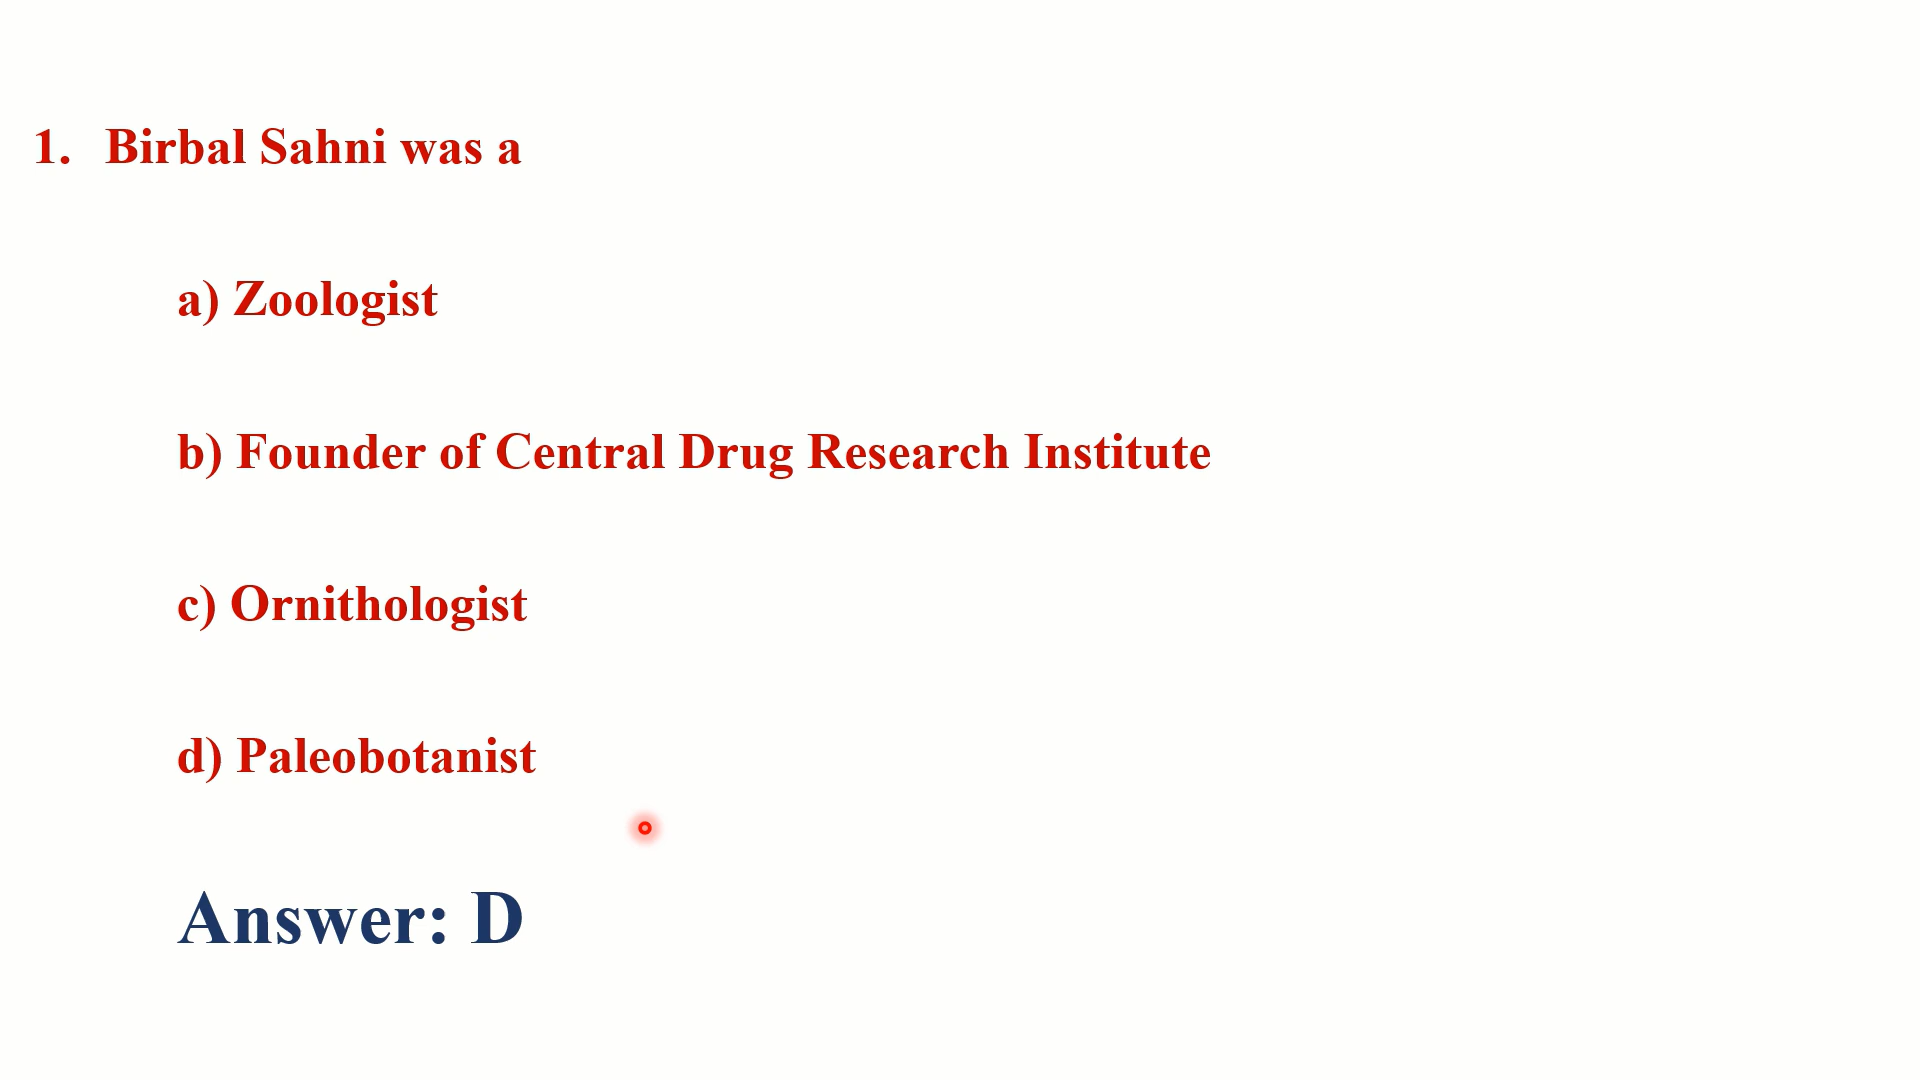 1. Birbal Sahni was a
a) Zoologist
b) Founder of Central Drug Research Institute
c) Ornithologist
d) Paleobotanist
Answer: D